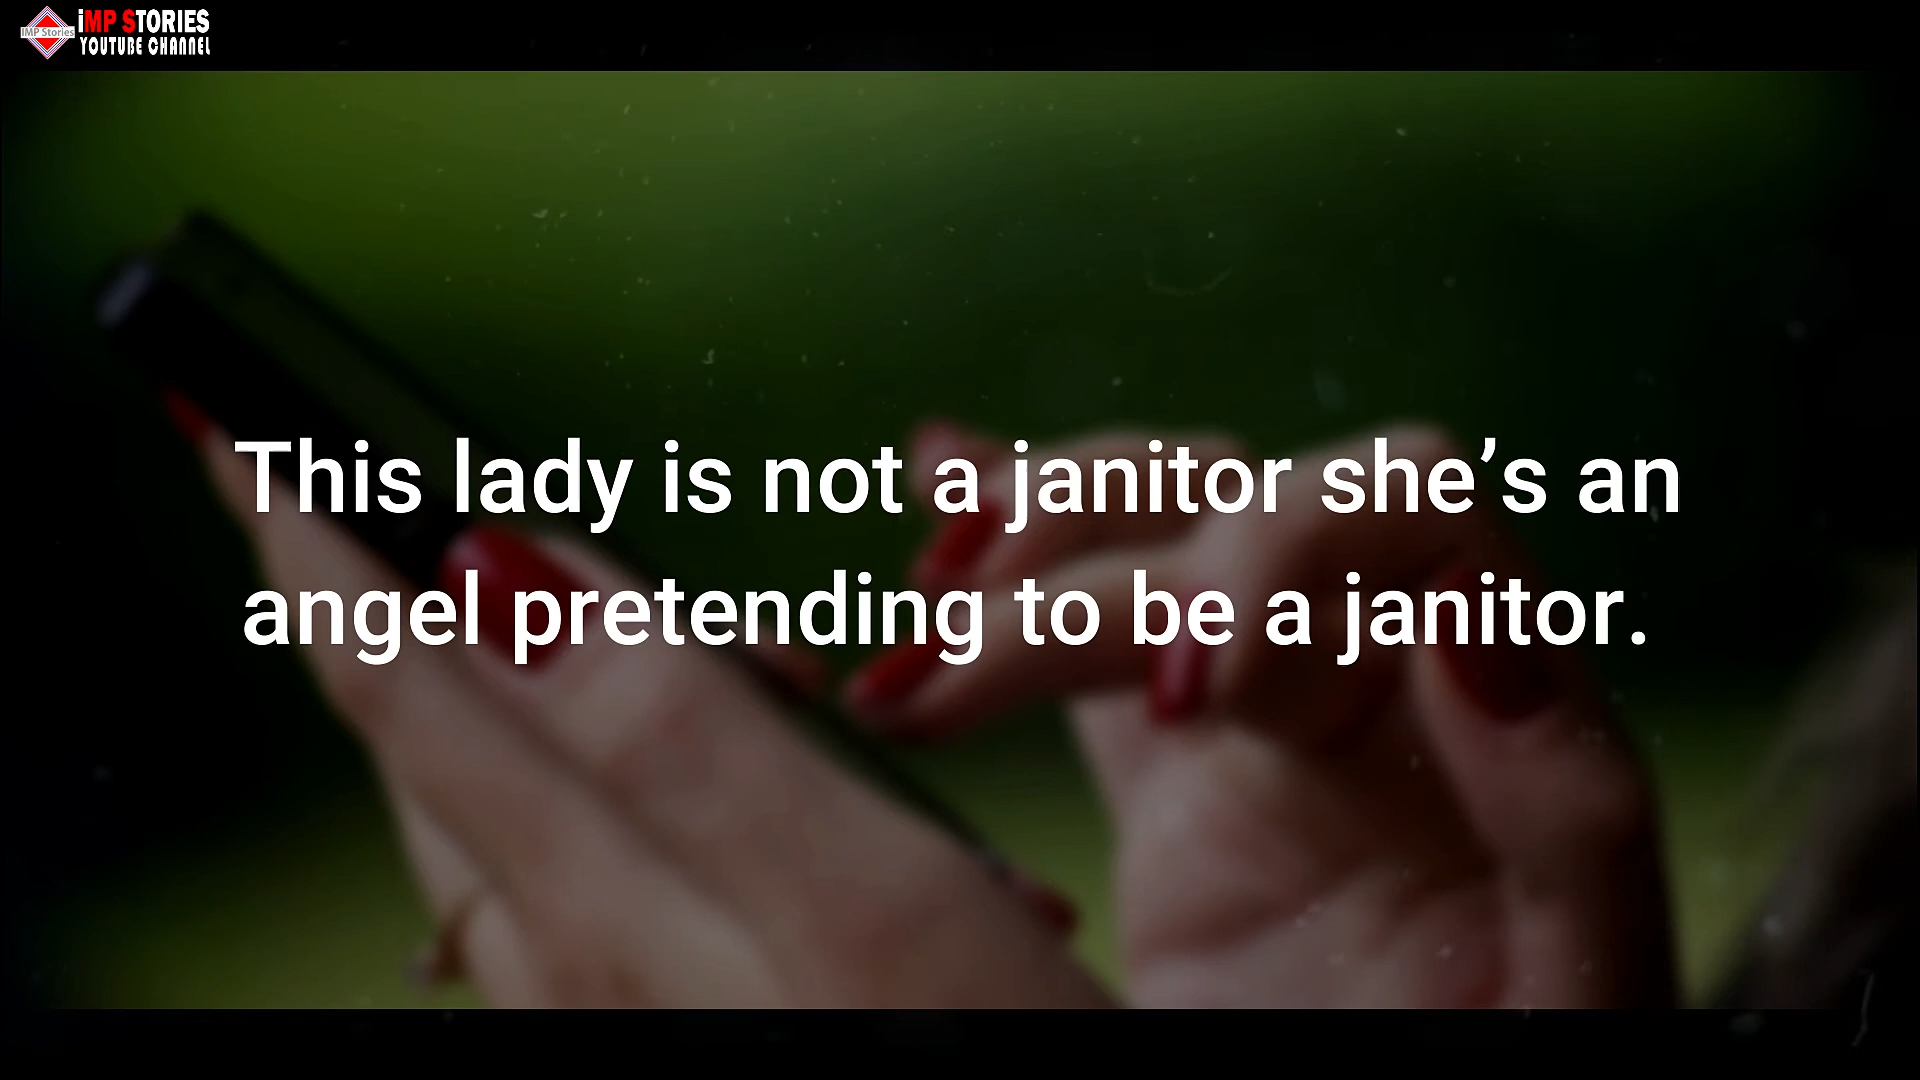 iMP STORIES
IMP Stories
YOUTUBE CHANNEL
This lady is not a janitor she’s an
angel pretending to be a janitor.